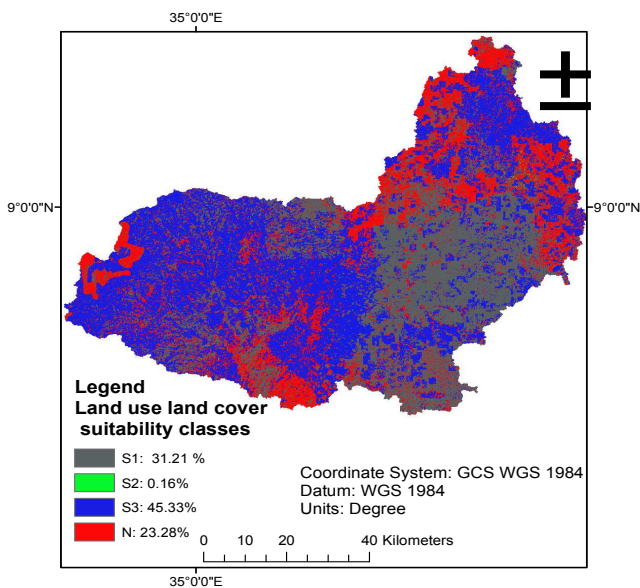 35°0'0"E
9°0'0"N
9°0'0"N
Legend
Land use land cover
suitability classes
S1: 31.21 %
S2: 0.16%
S3: 45.33%
N: 23.28%
Coordinate System: GCS WGS 1984
Datum: WGS 1984
Units: Degree
0 10 20 40 Kilometers
35°0'0"E